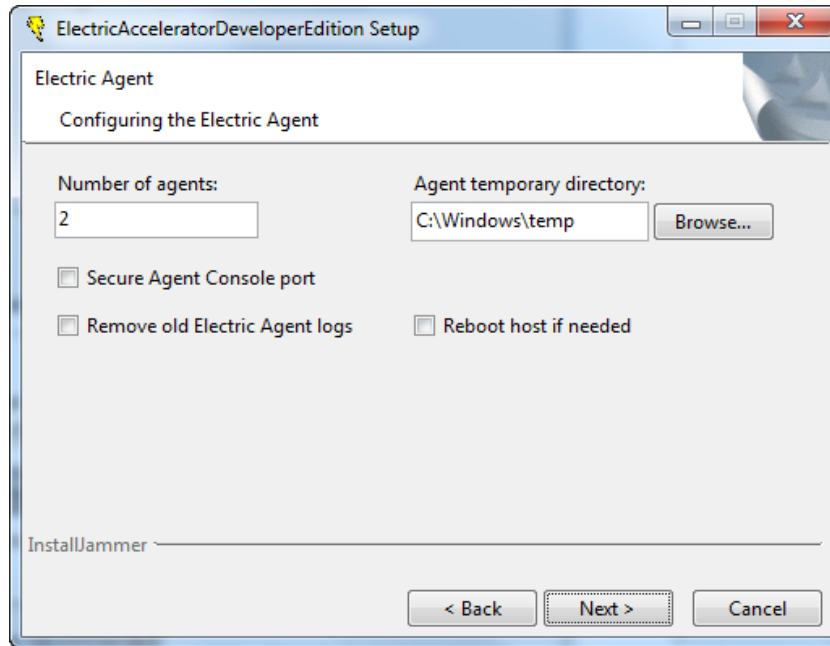 ElectricAcceleratorDeveloperEdition Setup
Electric Agent
Configuring the Electric Agent
Number of agents:
Agent temporary directory:
2
C:\Windows\temp
Browse...
Secure Agent Console port
Remove old Electric Agent logs
Reboot host if needed
InstallJammer
< Back
Next >
Cancel